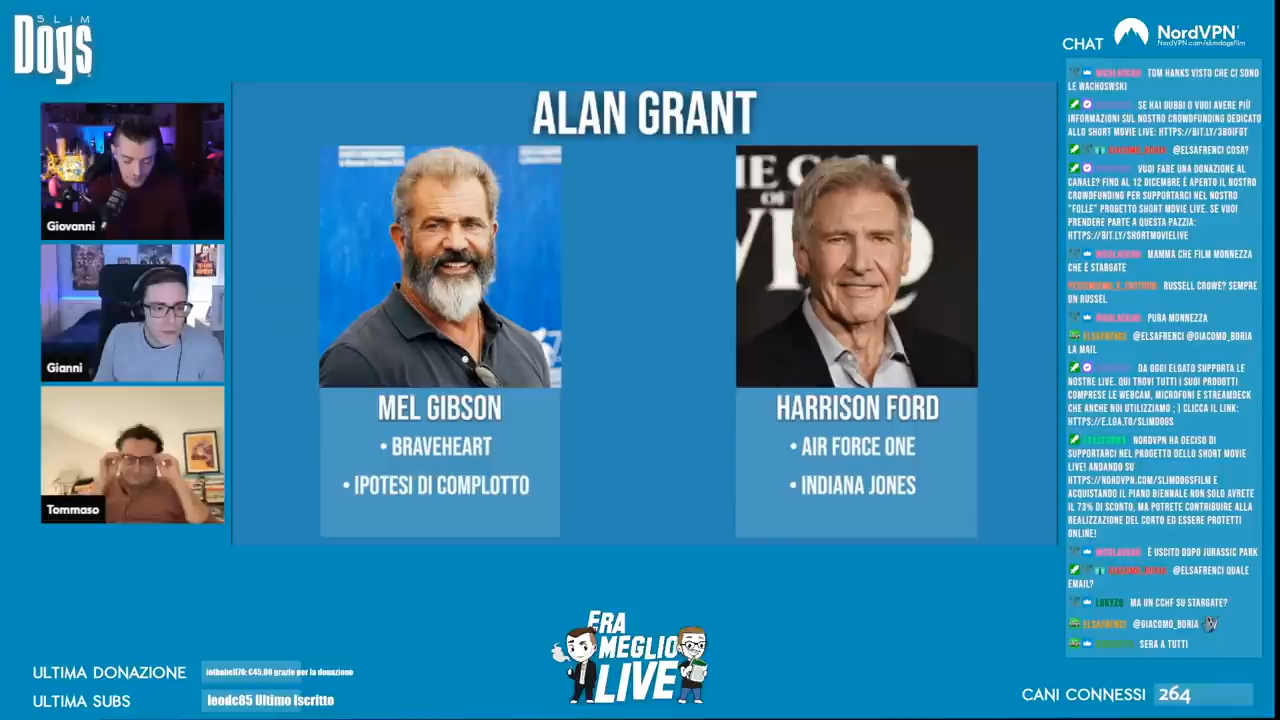 SLIM
Dogs
CHAT
NordVPN
NordVPN.com/slimdogsfilm
ALAN GRANT
Giovanni
Gianni
Tommaso
MEL GIBSON
• BRAVEHEART
• IPOTESI DI COMPLOTTO
HARRISON FORD
• AIR FORCE ONE
• INDIANA JONES
TOM HANKS VISTO CHE CI SONO
LE WACHOSWSKI
SE HAI DUBBI O VUOI AVERE PIÙ
INFORMAZIONI SUL NOSTRO CROWDFUNDING DEDICATO
ALLO SHORT MOVIE LIVE:
@ELSAFRENCI COSA?
VUOI FARE UNA DONAZIONE AL
CANALE? FINO AL 12 DICEMBRE È APERTO IL NOSTRO
CROWDFUNDING PER SUPPORTARCI NEL NOSTRO
"FOLLE" PROGETTO SHORT MOVIE LIVE. SE VUOI
PRENDERE PARTE A QUESTA PAZZIA:
HTTPS://BIT.LY/SHORTMOVIELIVE
MAMMA CHE FILM MONNEZZA
CHE È STARGATE
RUSSELL CROWE? SEMPRE
UN RUSSEL
PURA MONNEZZA
ELSAFRENCI @ELSAFRENCI @GIACOMO_BORIA
LA MAIL
DA OGGI ELGATO SUPPORTA LE
NOSTRE LIVE. QUI TROVI TUTTI I SUOI PRODOTTI
COMPRESE LE WEBCAM, MICROFONI E STREAMDECK
CHE ANCHE NOI UTILIZZIAMO ; ) CLICCA IL LINK:
HTTPS://E.LGA.TO/SLIMDOGS
NORDVPN HA DECISO DI
SUPPORTARCI NEL PROGETTO DELLO SHORT MOVIE
LIVE! ANDANDO SU
HTTPS://NORDVPN.COM/SLIMDOGSFILM E
ACQUISTANDO IL PIANO BIENNALE NON SOLO AVRETE
IL 73% DI SCONTO, MA POTRETE CONTRIBUIRE ALLA
REALIZZAZIONE DEL CORTO ED ESSERE PROTETTI
ONLINE!
È USCITO DOPO JURASSIC PARK
@ELSAFRENCI QUALE
EMAIL?
MA UN CCHF SU STARGATE?
ELSAFRENCI @GIACOMO_BORIA
SERA A TUTTI
ERA
MEGLIO
LIVE
ULTIMA DONAZIONE
€45.00 grazie per la donazione
ULTIMA SUBS
leodc85 Ultimo Iscritto
CANI CONNESSI 264